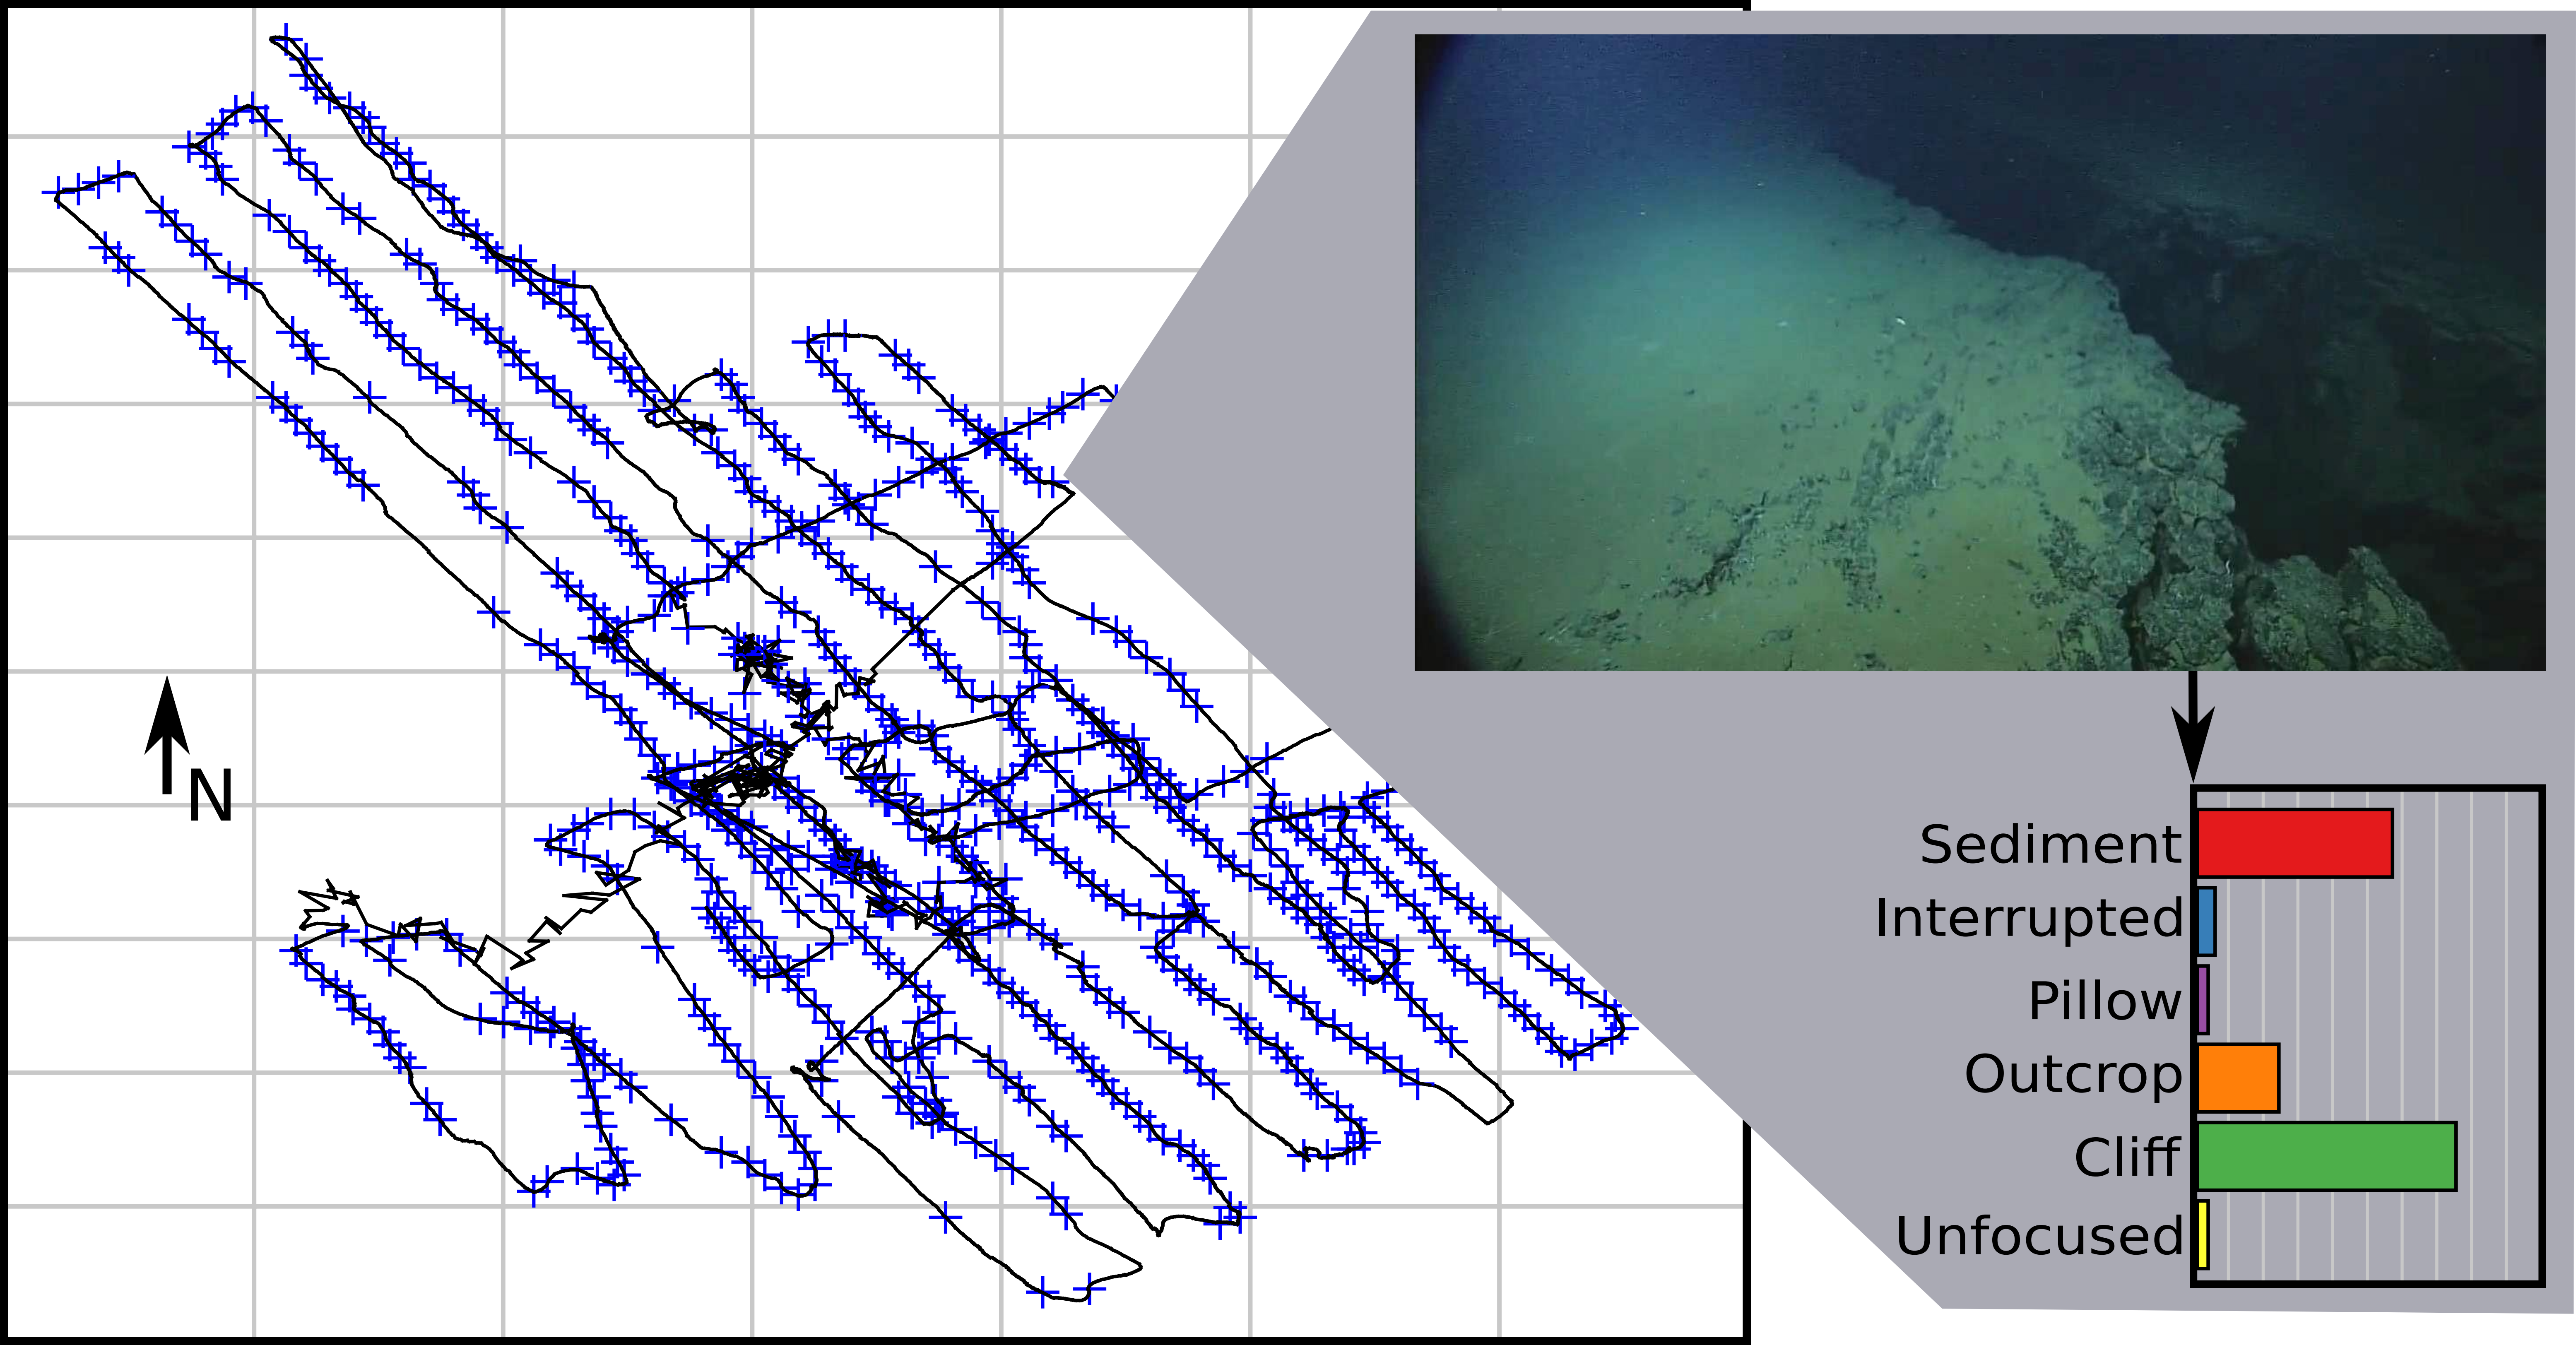 N
Sediment
Interrupted
Pillow
Outcrop
Cliff
Unfocused